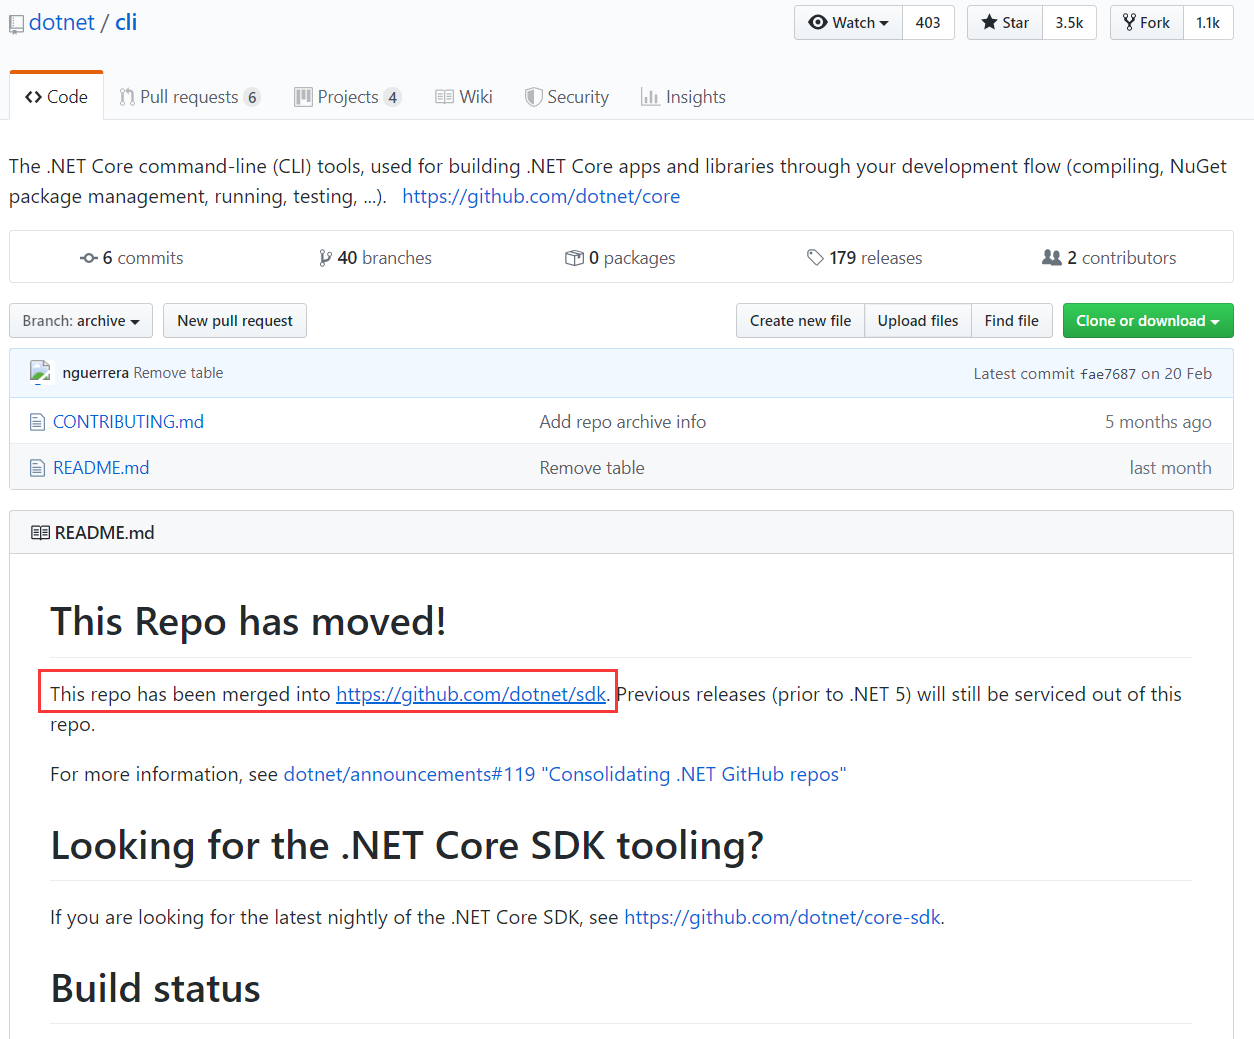 dotnet / cli
Watch 403 Star 3.5k Fork 1.1k
Code Pull requests 6 Projects 4 Wiki Security Insights
The .NET Core command-line (CLI) tools, used for building .NET Core apps and libraries through your development flow (compiling, NuGet
package management, running, testing, ...). https://github.com/dotnet/core
6 commits 40 branches 0 packages 179 releases 2 contributors
Branch: archive New pull request Create new file Upload files Find file Clone or download
nguerrera Remove table Latest commit fae7687 on 20 Feb
CONTRIBUTING.md Add repo archive info 5 months ago
README.md Remove table last month
README.md
This Repo has moved!
This repo has been merged into https://github.com/dotnet/sdk. Previous releases (prior to .NET 5) will still be serviced out of this
repo.
For more information, see dotnet/announcements#119 "Consolidating .NET GitHub repos"
Looking for the .NET Core SDK tooling?
If you are looking for the latest nightly of the .NET Core SDK, see https://github.com/dotnet/core-sdk.
Build status